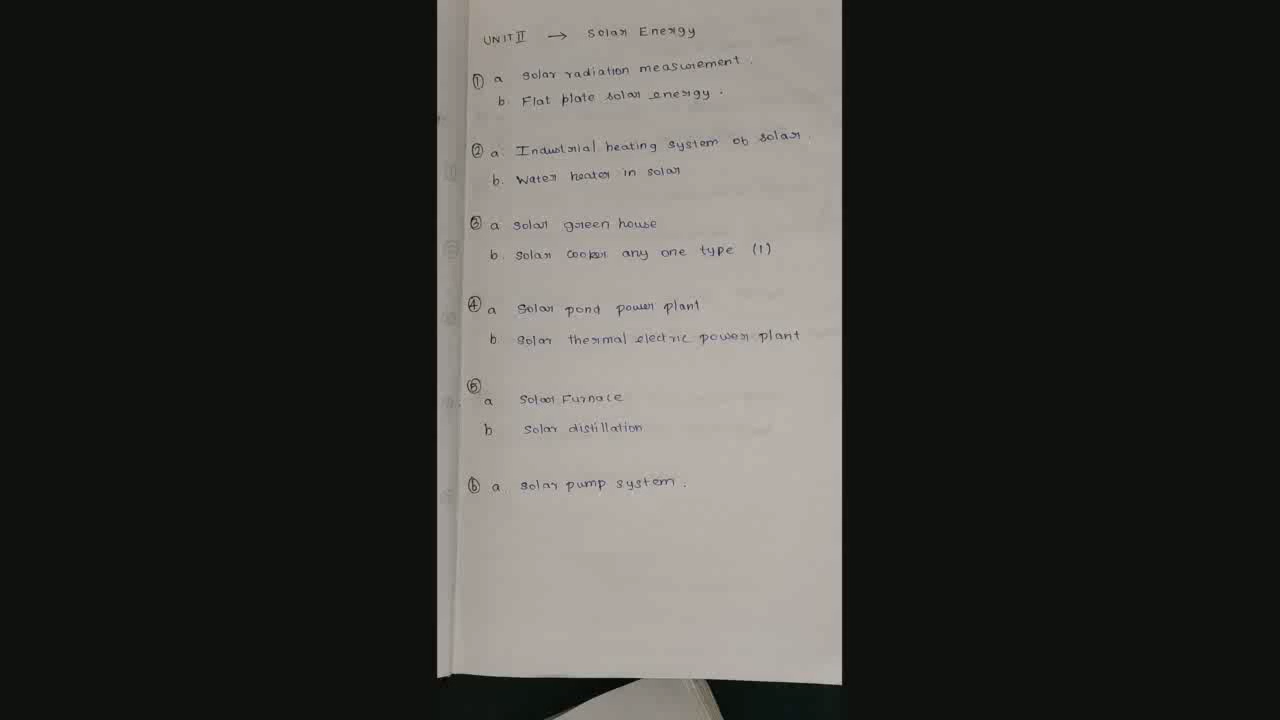 UNIT II → Solar Energy
① a Solar radiation measurement.
b. Flat plate solar energy.
② a. Industrial heating system of solar.
b. Water heater in solar
③ a Solar green house
b. Solar cooker any one type (1)
④ a Solar pond power plant
b Solar thermal electric power plant
⑤
a Solar Furnace
b Solar distillation
⑥ a Solar pump system.